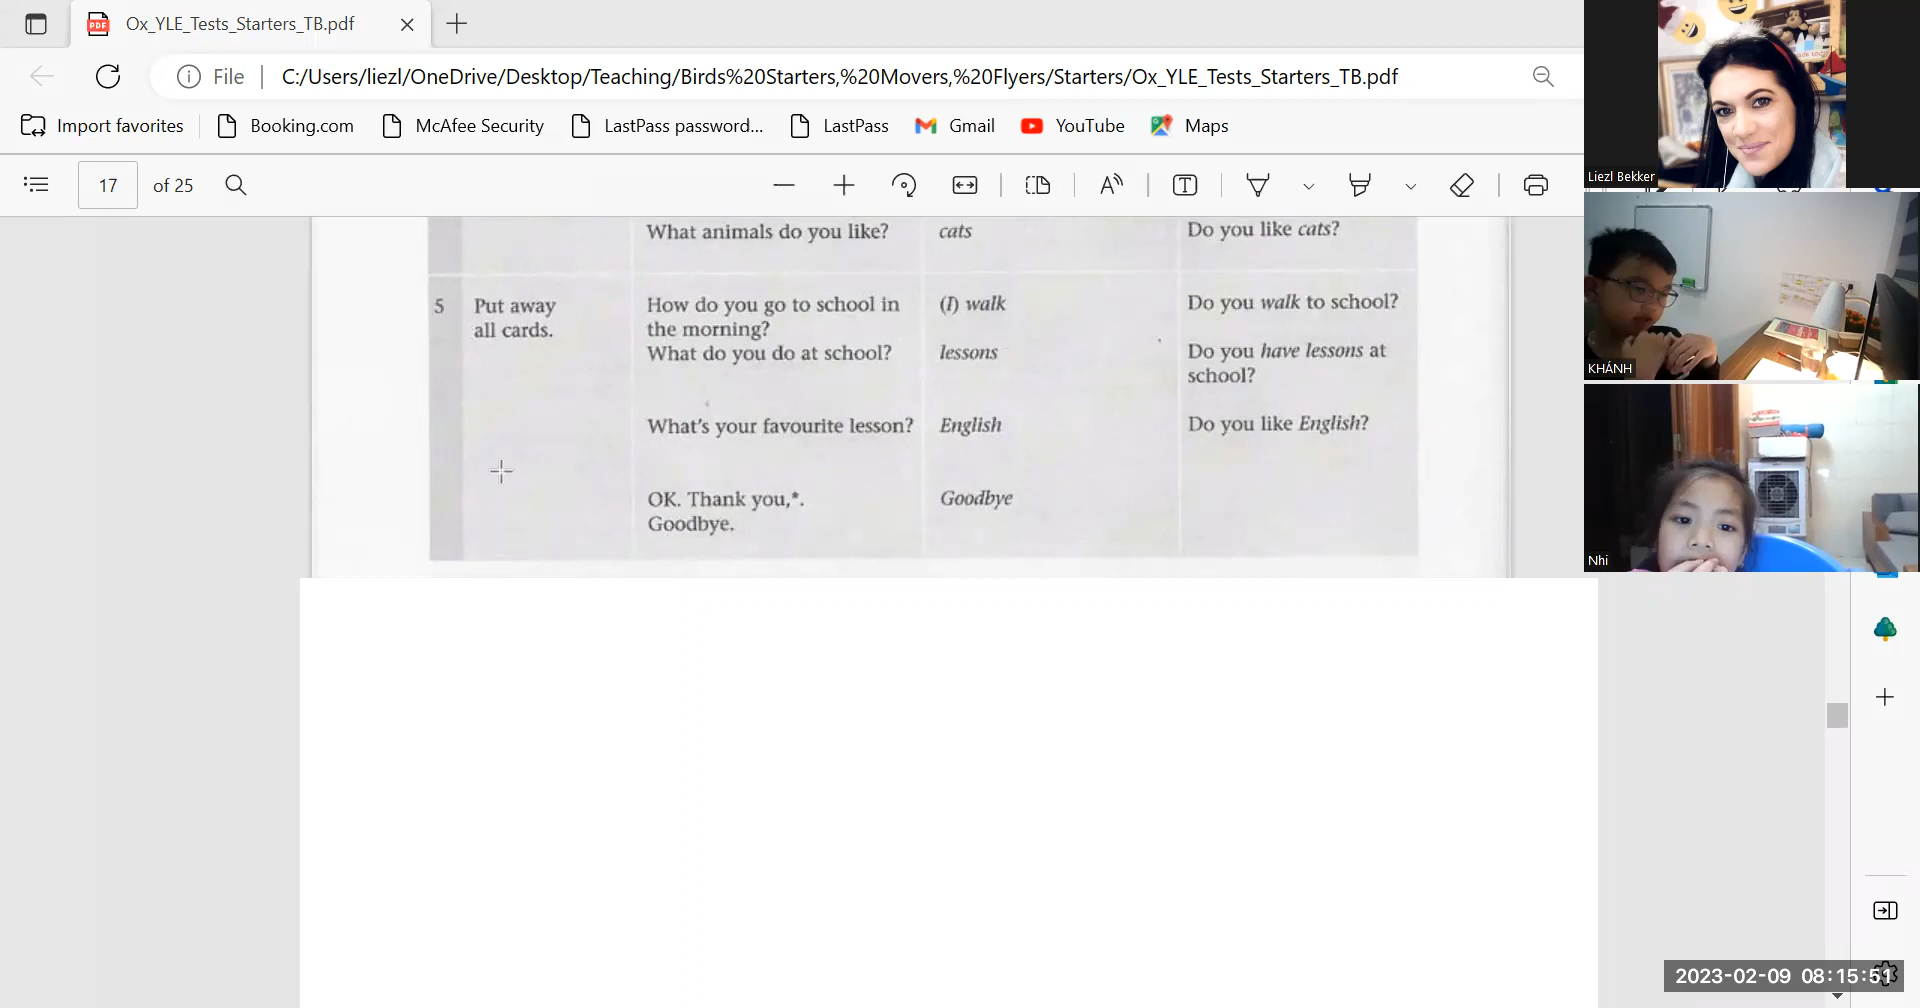 Ox_YLE_Tests_Starters_TB.pdf
File
C:/Users/liezl/OneDrive/Desktop/Teaching/Birds%20Starters,%20Movers,%20Flyers/Starters/Ox_YLE_Tests_Starters_TB.pdf
Import favorites
Booking.com
McAfee Security
LastPass password...
LastPass
Gmail
YouTube
Maps
17 of 25
What animals do you like? cats Do you like cats?
5 Put away How do you go to school in (I) walk Do you walk to school?
all cards. the morning?
What do you do at school? lessons Do you have lessons at
school?
What's your favourite lesson? English Do you like English?
OK. Thank you,*. Goodbye
Goodbye.
Liezl Bekker
KHÁNH
Nhi
2023-02-09 08:15:51